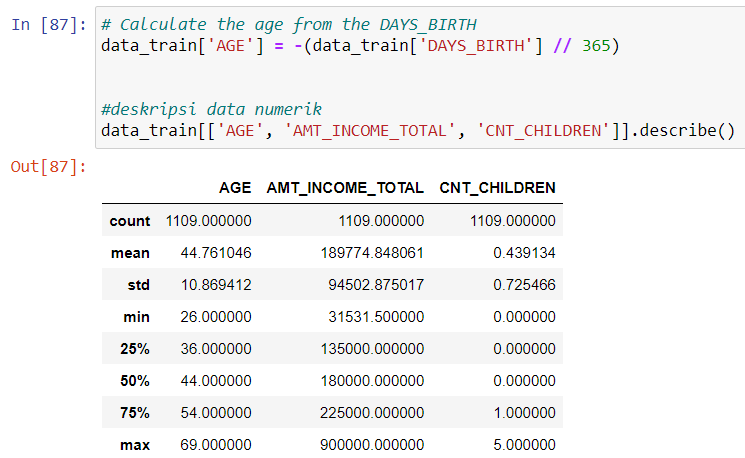 In [87]: # Calculate the age from the DAYS_BIRTH
data_train['AGE'] = -(data_train['DAYS_BIRTH'] // 365)
#deskripsi data numerik
data_train[['AGE', 'AMT_INCOME_TOTAL', 'CNT_CHILDREN']].describe()
Out[87]:
AGE AMT_INCOME_TOTAL CNT_CHILDREN
count 1109.000000 1109.000000 1109.000000
mean 44.761046 189774.848061 0.439134
std 10.869412 94502.875017 0.725466
min 26.000000 31531.500000 0.000000
25% 36.000000 135000.000000 0.000000
50% 44.000000 180000.000000 0.000000
75% 54.000000 225000.000000 1.000000
max 69.000000 900000.000000 5.000000